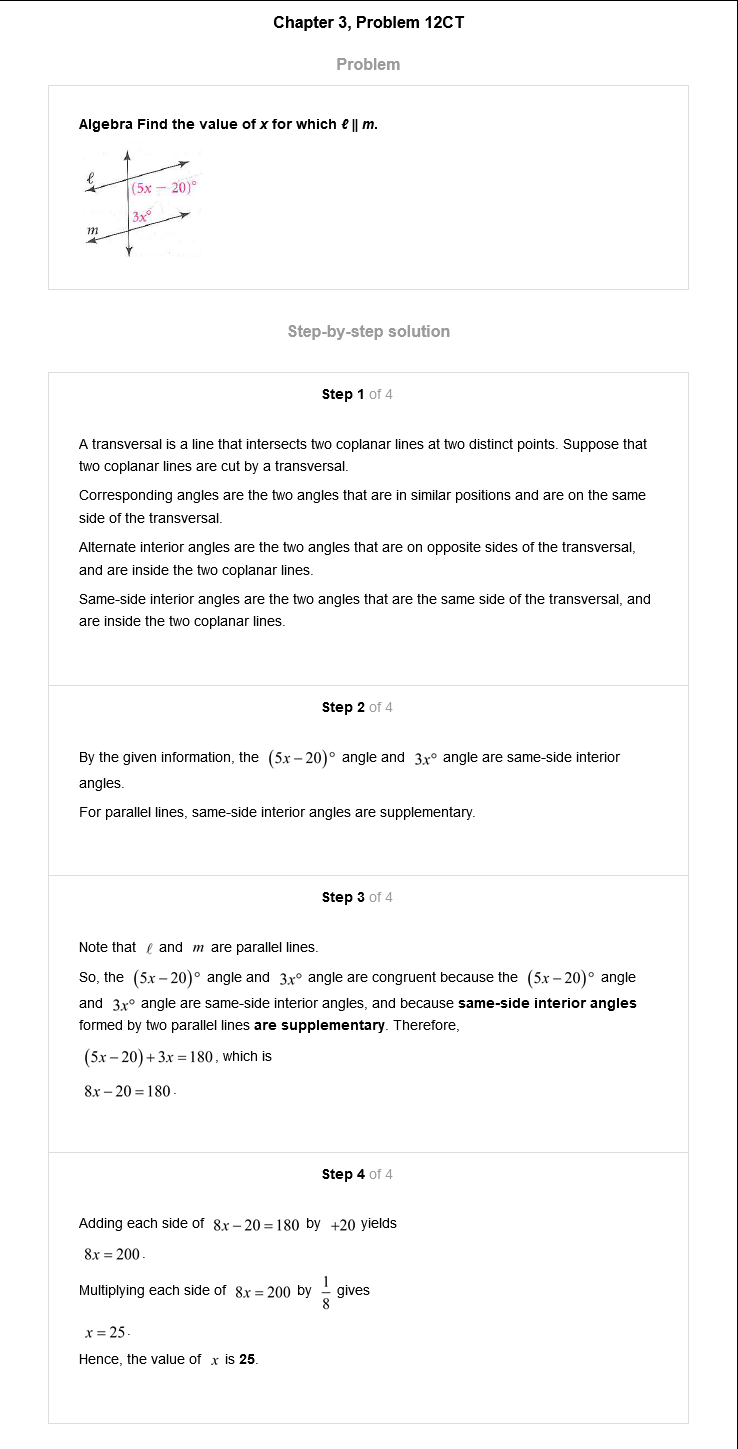 Chapter 3, Problem 12CT
Problem
Algebra Find the value of x for which ℓ || m.
ℓ
(5x − 20)°
3x°
m
Step-by-step solution
Step 1 of 4
A transversal is a line that intersects two coplanar lines at two distinct points. Suppose that
two coplanar lines are cut by a transversal.
Corresponding angles are the two angles that are in similar positions and are on the same
side of the transversal.
Alternate interior angles are the two angles that are on opposite sides of the transversal,
and are inside the two coplanar lines.
Same-side interior angles are the two angles that are the same side of the transversal, and
are inside the two coplanar lines.
Step 2 of 4
By the given information, the (5x – 20)° angle and 3x° angle are same-side interior
angles.
For parallel lines, same-side interior angles are supplementary.
Step 3 of 4
Note that ℓ and m are parallel lines.
So, the (5x – 20)° angle and 3x° angle are congruent because the (5x – 20)° angle
and 3x° angle are same-side interior angles, and because same-side interior angles
formed by two parallel lines are supplementary. Therefore,
(5x – 20) + 3x = 180, which is
8x – 20 = 180.
Step 4 of 4
Adding each side of 8x – 20 = 180 by +20 yields
8x = 200.
Multiplying each side of 8x = 200 by 1/8 gives
x = 25.
Hence, the value of x is 25.